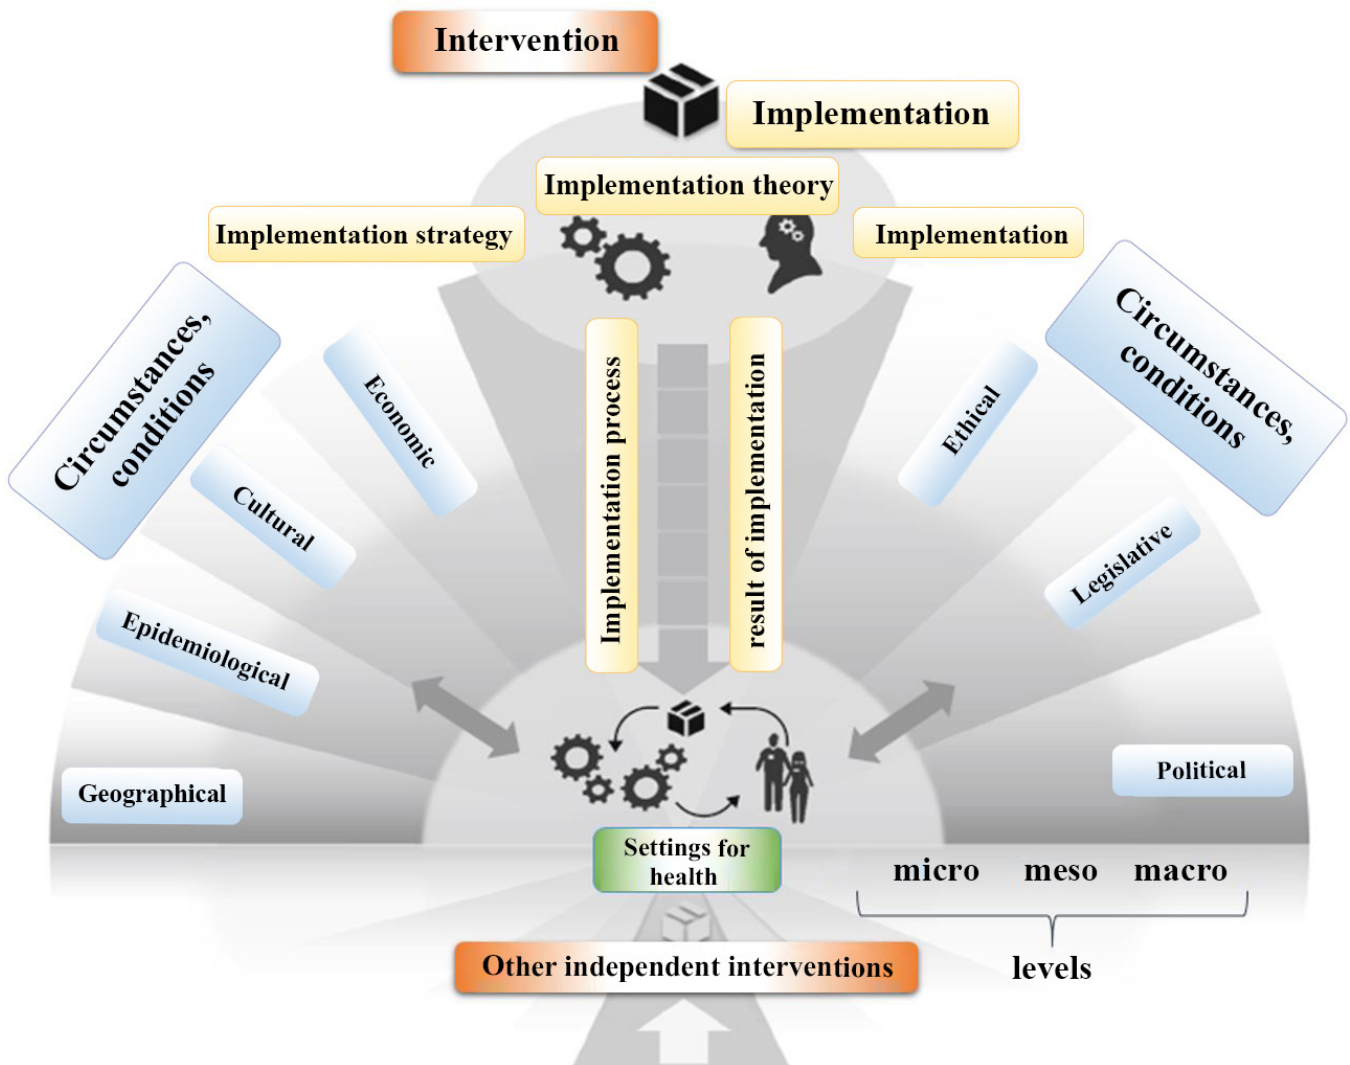 Intervention
Implementation
Implementation theory
Implementation strategy
Implementation
Circumstances,
conditions
Circumstances,
conditions
Economic
Ethical
Implementation process
result of implementation
Cultural
Legislative
Epidemiological
Geographical
Political
Settings for
health
micro meso macro
levels
Other independent interventions